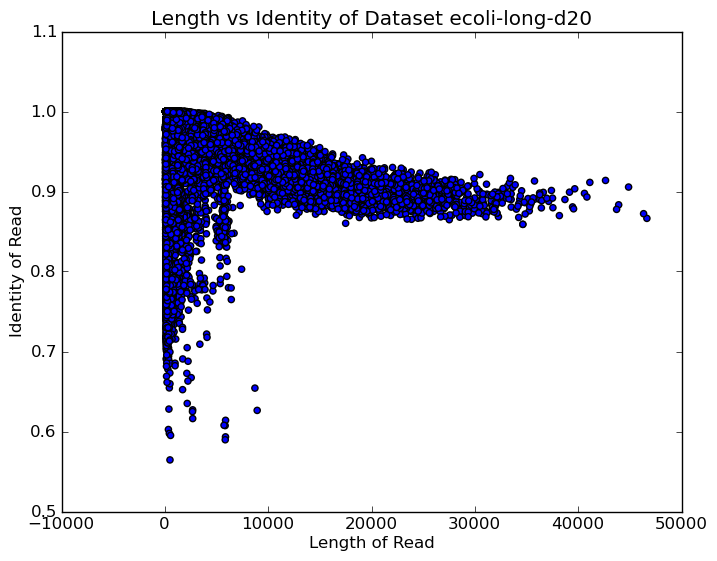 Length vs Identity of Dataset ecoli-long-d20
1.1
1.0
0.9
0.8
0.7
0.6
0.5
Identity of Read
−10000 0 10000 20000 30000 40000 50000
Length of Read